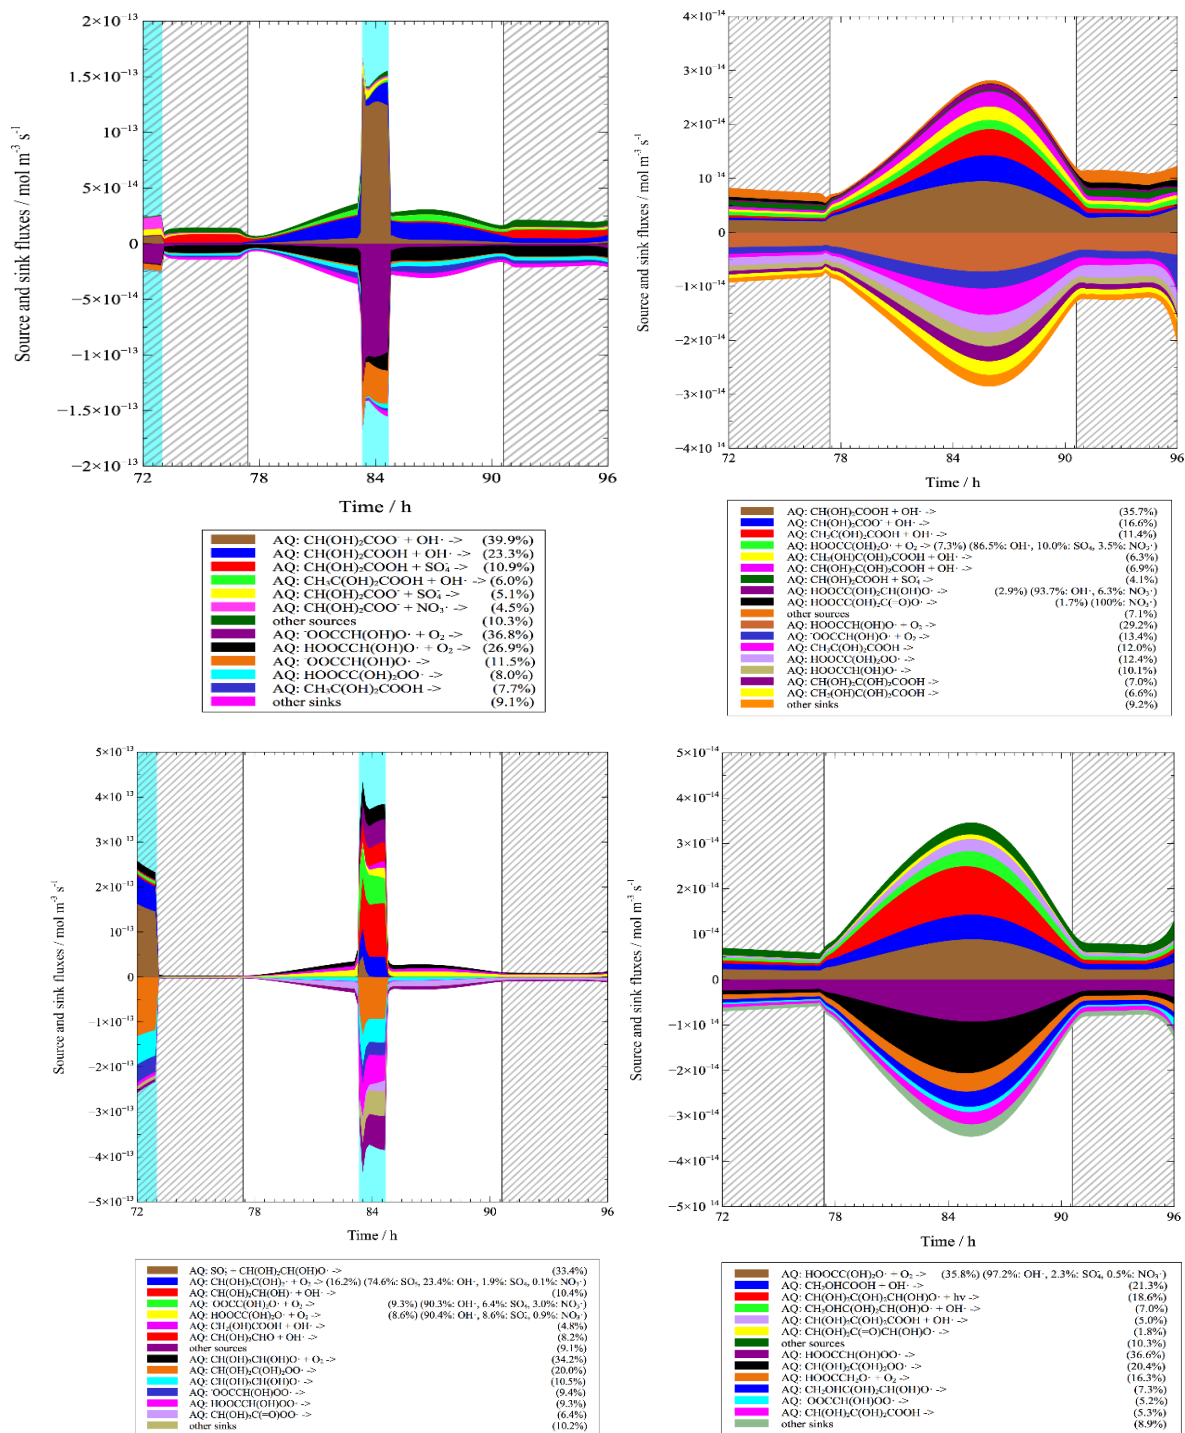 Source and sink fluxes / mol m⁻³ s⁻¹
2×10⁻¹³
1.5×10⁻¹³
1×10⁻¹³
5×10⁻¹⁴
0
−5×10⁻¹⁴
−1×10⁻¹³
−1.5×10⁻¹³
−2×10⁻¹³
72 78 84 90 96
Time / h
AQ: CH(OH)₂COO⁻ + OH· -> (39.9%)
AQ: CH(OH)₂COOH + OH· -> (23.3%)
AQ: CH(OH)₂COOH + SO₄⁻ (10.9%)
AQ: CH₃C(OH)₂COOH + OH· -> (6.0%)
AQ: CH(OH)₂COO⁻ + SO₄⁻ (5.1%)
AQ: CH(OH)₂COO⁻ + NO₃· -> (4.5%)
other sources (10.3%)
AQ: ⁻OOCCH(OH)O· + O₂ -> (36.8%)
AQ: HOOCCH(OH)O· + O₂ -> (26.9%)
AQ: ⁻OOCCH(OH)O· -> (11.5%)
AQ: HOOCC(OH)₂OO· -> (8.0%)
AQ: CH₃C(OH)₂COOH -> (7.7%)
other sinks (9.1%)
Source and sink fluxes / mol m⁻³ s⁻¹
4×10⁻¹⁴
3×10⁻¹⁴
2×10⁻¹⁴
10⁻¹⁴
0
−1×10⁻¹⁴
−2×10⁻¹⁴
−3×10⁻¹⁴
−4×10⁻¹⁴
72 78 84 90 96
Time / h
AQ: CH(OH)₂COOH + OH· -> (35.7%)
AQ: CH(OH)₂COO⁻ + OH· -> (16.6%)
AQ: CH₃C(OH)₂COOH + OH· -> (11.4%)
AQ: HOOCC(OH)₂O· + O₂ -> (7.3%) (86.5%: OH·, 10.0%: SO₄, 3.5%: NO₃·)
AQ: CH₂(OH)C(OH)₂COOH + OH· -> (6.3%)
AQ: CH(OH)₂C(OH)₂COOH + OH· -> (6.9%)
AQ: CH(OH)₂COOH + SO₄⁻ -> (4.1%)
AQ: HOOCC(OH)₂CH(OH)O· -> (2.9%) (93.7%: OH·, 6.3%: NO₃·)
AQ: HOOCC(OH)₂C(=O)O· -> (1.7%) (100%: NO₃·)
other sources (7.1%)
AQ: HOOCCH(OH)O· + O₂ -> (29.2%)
AQ: ⁻OOCCH(OH)O· + O₂ -> (13.4%)
AQ: CH₃C(OH)₂COOH -> (12.0%)
AQ: HOOCC(OH)₂OO· -> (12.4%)
AQ: HOOCCH(OH)O· -> (10.1%)
AQ: CH(OH)₂C(OH)₂COOH -> (7.0%)
AQ: CH₂(OH)C(OH)₂COOH -> (6.6%)
other sinks (9.2%)
Source and sink fluxes / mol m⁻³ s⁻¹
5×10⁻¹³
4×10⁻¹³
3×10⁻¹³
2×10⁻¹³
1×10⁻¹³
0
−1×10⁻¹³
−2×10⁻¹³
−3×10⁻¹³
−4×10⁻¹³
−5×10⁻¹³
72 78 84 90 96
Time / h
AQ: + CH(OH)₂CH(OH)O· -> (33.4%)
AQ: CH(OH)₂C(OH)₂· + O₂ -> (16.2%) (74.6%: 23.4%: OH·, 1.9%: SO₄, 0.1%: NO₃·)
AQ: CH(OH)₂CH(OH)· + OH· -> (10.4%)
AQ: OOCC(OH)₂O· + O₂ -> (9.3%) (90.3%: OH·, 6.4%: SO₄, 3.0%: NO₃·)
AQ: HOOCC(OH)₂O· + O₂ -> (8.6%) (90.4%: OH·, 8.6%: SO₄, 0.9%: NO₃·)
AQ: CH₂(OH)COOH + OH· -> (4.8%)
AQ: CH(OH)₂CHO + OH· -> (8.2%)
other sources (9.1%)
AQ: CH(OH)₂CH(OH)O· + O₂ -> (34.2%)
AQ: CH(OH)₂C(OH)₂OO· -> (20.0%)
AQ: CH(OH)₂CH(OH)O· -> (10.5%)
AQ: ⁻OOCCH(OH)OO· -> (9.4%)
AQ: HOOCCH(OH)OO· -> (9.3%)
AQ: CH(OH)₂C(=O)OO· -> (6.4%)
other sinks (10.2%)
Source and sink fluxes / mol m⁻³ s⁻¹
5×10⁻¹⁴
4×10⁻¹⁴
3×10⁻¹⁴
2×10⁻¹⁴
10⁻¹⁴
0
−1×10⁻¹⁴
−2×10⁻¹⁴
−3×10⁻¹⁴
−4×10⁻¹⁴
−5×10⁻¹⁴
72 78 84 90 96
Time / h
AQ: HOOCC(OH)₂O· + O₂ -> (35.8%) (97.2%: OH·, 2.3%: SO₄, 0.5%: NO₃·)
AQ: CH₂OHCOOH + OH· -> (21.3%)
AQ: CH(OH)₂C(OH)₂CH(OH)O· + hv -> (18.6%)
AQ: CH₂OHC(OH)₂CH(OH)O· + OH· -> (7.0%)
AQ: CH(OH)₂C(OH)₂COOH + OH· -> (5.0%)
AQ: CH(OH)₂C(=O)CH(OH)O· -> (1.8%)
other sources (10.3%)
AQ: HOOCCH(OH)OO· -> (36.6%)
AQ: CH(OH)₂C(OH)₂OO· -> (20.4%)
AQ: HOOCCH₂O· + O₂ -> (16.3%)
AQ: CH₂OHC(OH)₂CH(OH)O· -> (7.3%)
AQ: ⁻OOCCH(OH)OO· -> (5.2%)
AQ: CH(OH)₂C(OH)₂COOH -> (5.3%)
other sinks (8.9%)